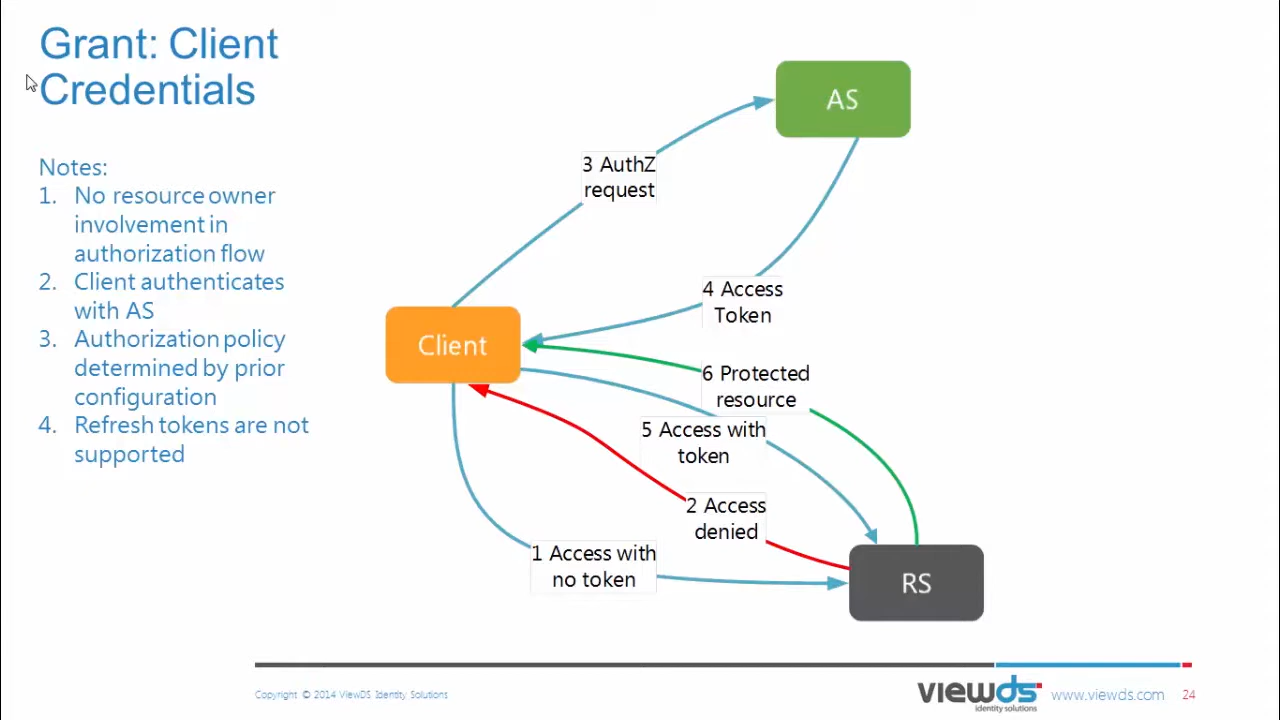 Grant: Client
Credentials
Notes:
1. No resource owner
involvement in
authorization flow
2. Client authenticates
with AS
3. Authorization policy
determined by prior
configuration
4. Refresh tokens are not
supported
AS
3 AuthZ
request
4 Access
Token
Client
6 Protected
resource
5 Access with
token
2 Access
denied
1 Access with
no token
RS
Copyright © 2014 ViewDS Identity Solutions
viewds
identity solutions
www.viewds.com
24